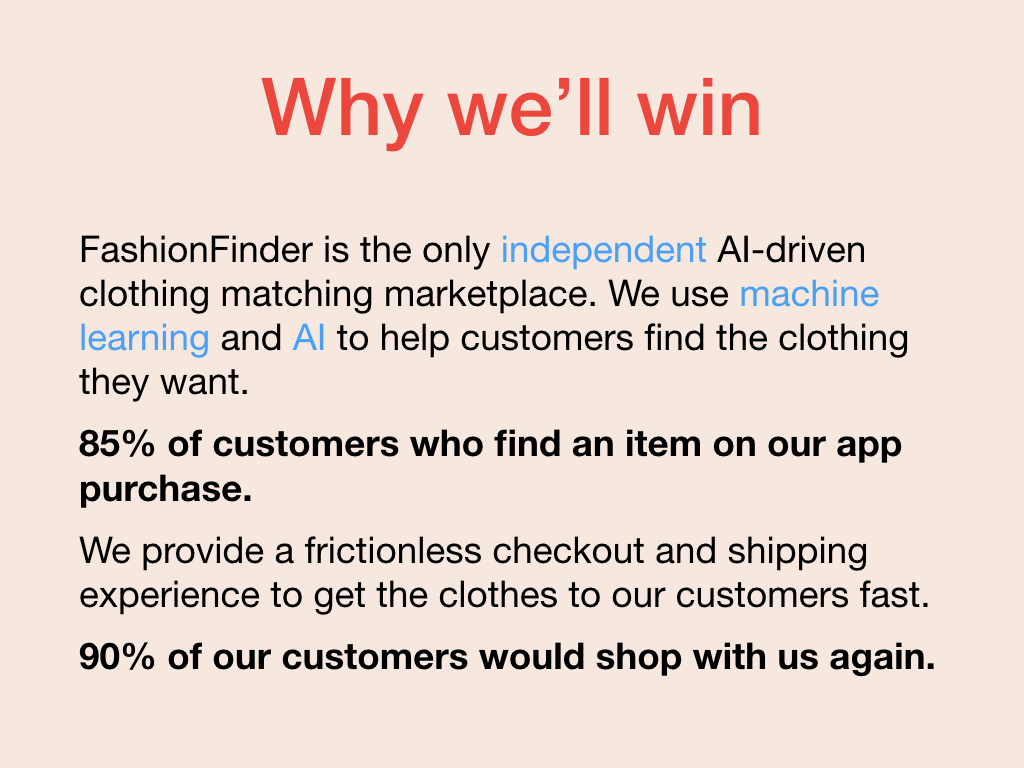 Why we’ll win
FashionFinder is the only independent AI-driven
clothing matching marketplace. We use machine
learning and AI to help customers find the clothing
they want.
85% of customers who find an item on our app
purchase.
We provide a frictionless checkout and shipping
experience to get the clothes to our customers fast.
90% of our customers would shop with us again.